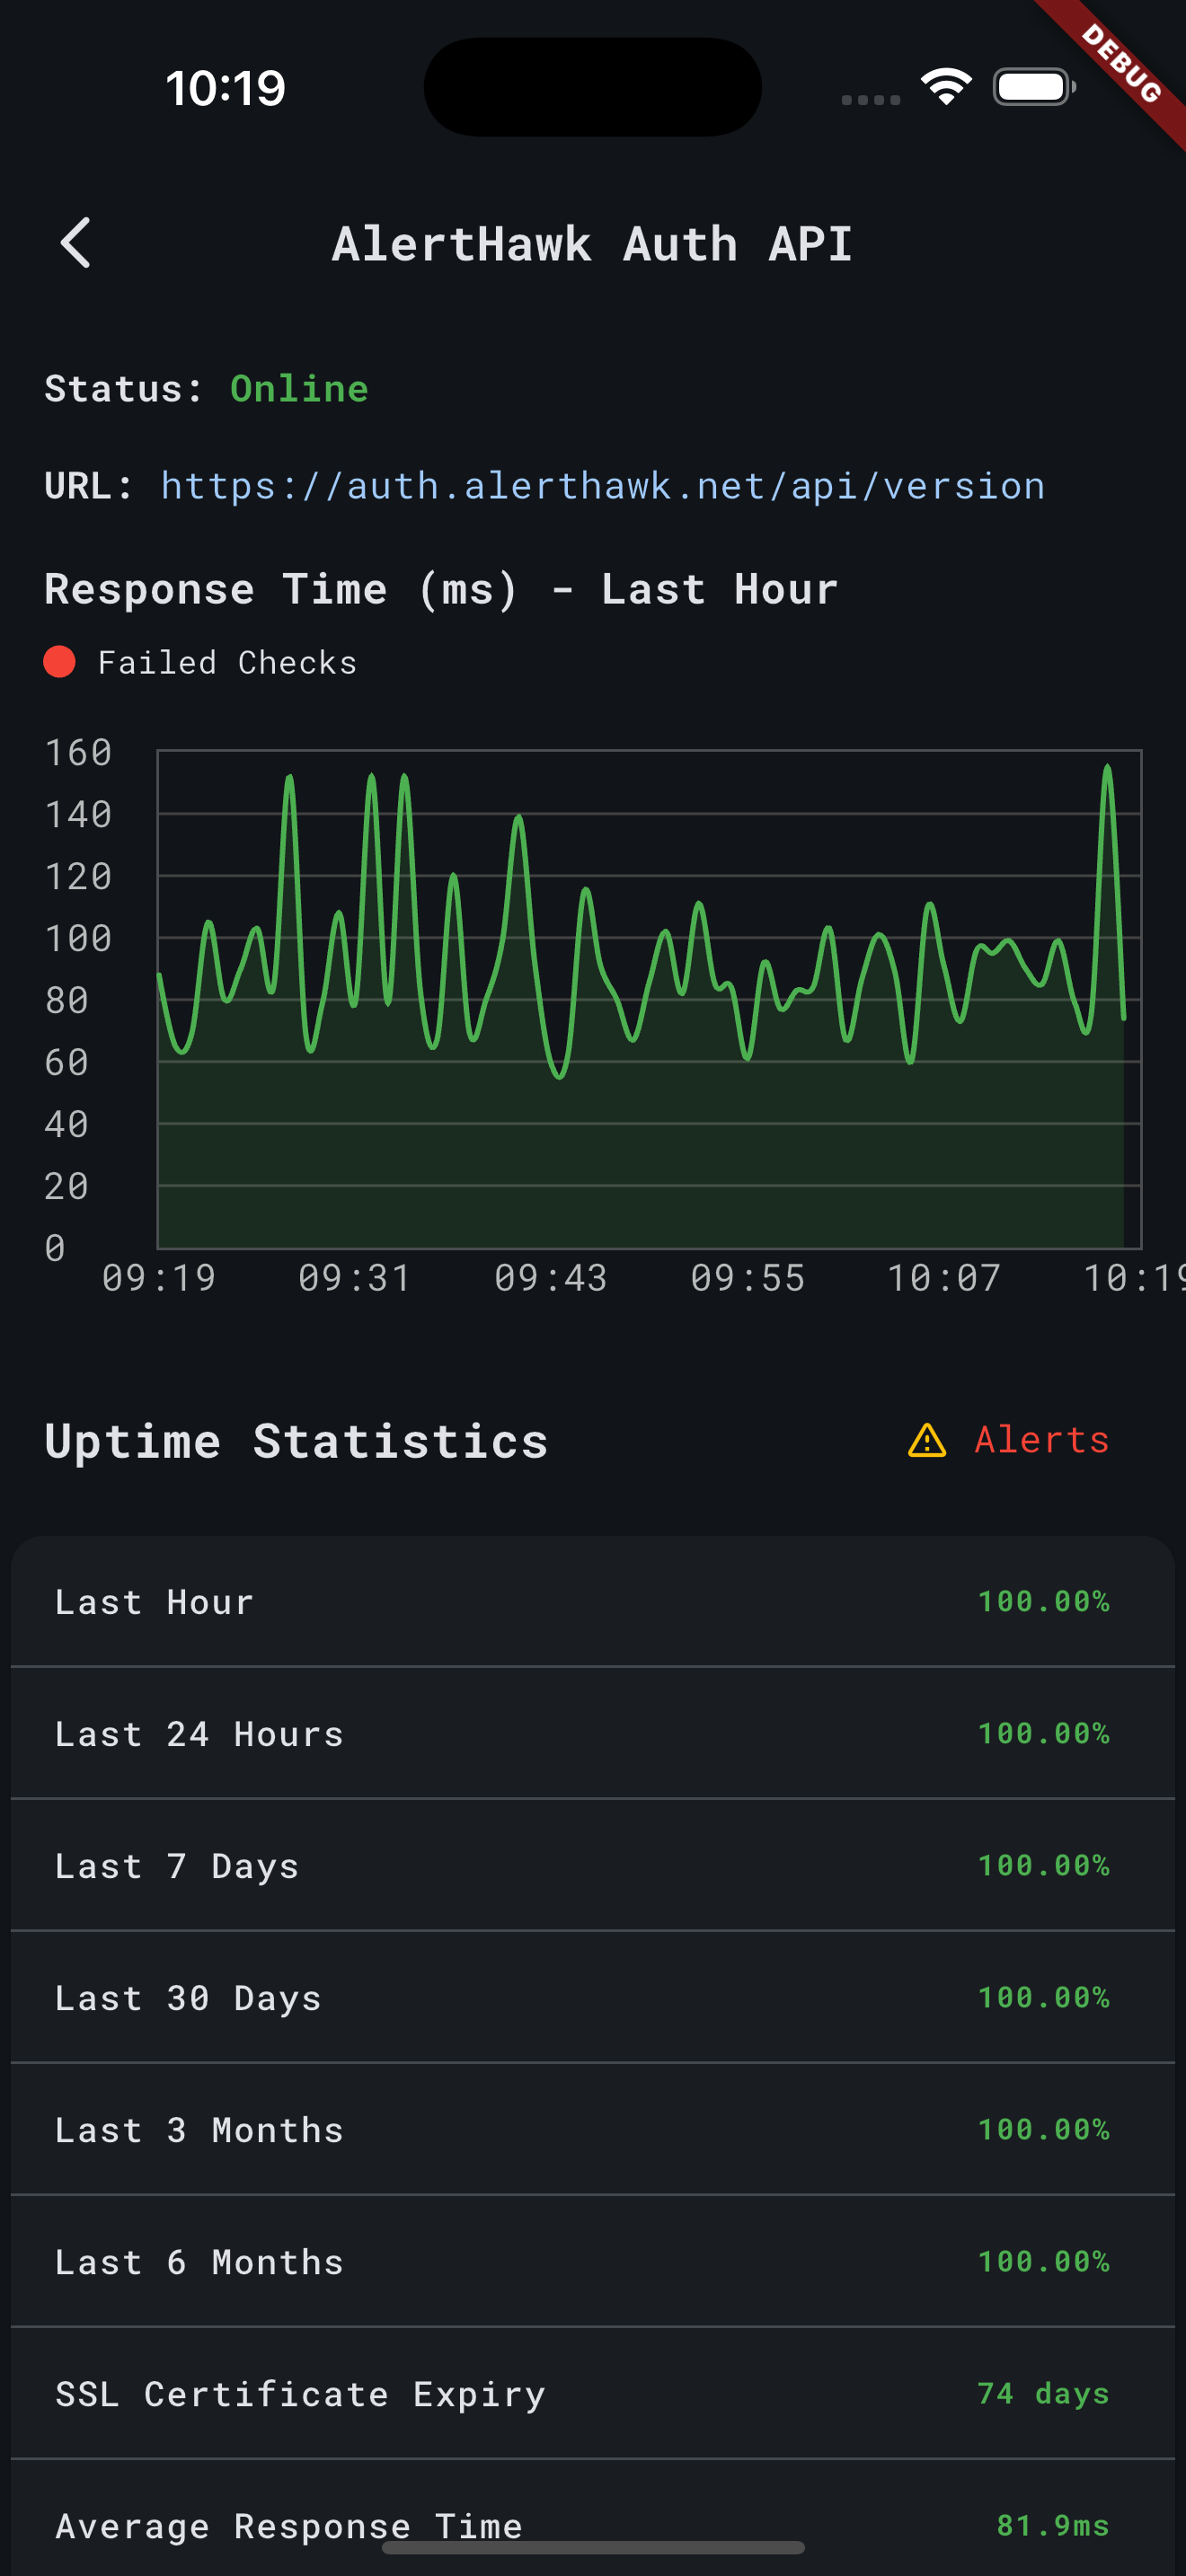 10:19
DEBUG
AlertHawk Auth API
Status: Online
URL: https://auth.alerthawk.net/api/version
Response Time (ms) - Last Hour
Failed Checks
160
140
120
100
80
60
40
20
0
09:19 09:31 09:43 09:55 10:07 10:19
Uptime Statistics
Alerts
Last Hour 100.00%
Last 24 Hours 100.00%
Last 7 Days 100.00%
Last 30 Days 100.00%
Last 3 Months 100.00%
Last 6 Months 100.00%
SSL Certificate Expiry 74 days
Average Response Time 81.9ms